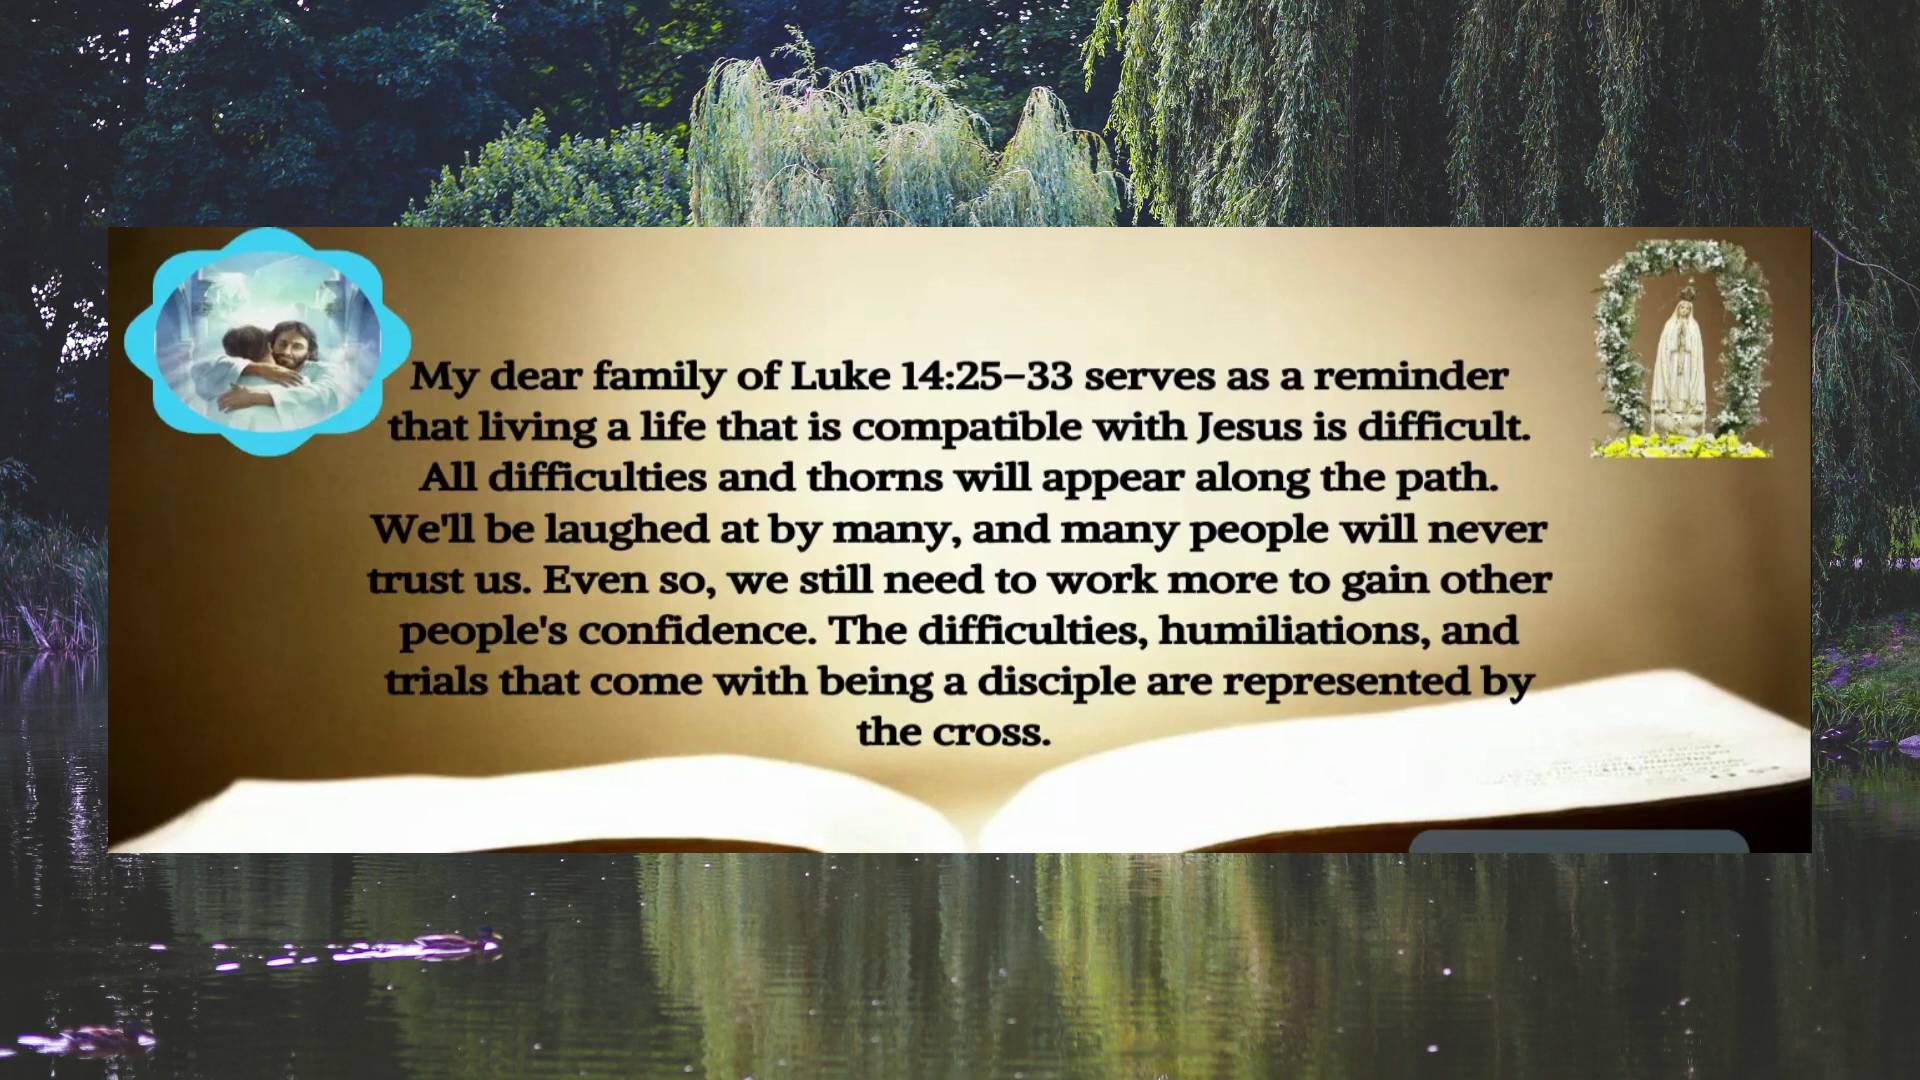 My dear family of Luke 14:25–33 serves as a reminder
that living a life that is compatible with Jesus is difficult.
All difficulties and thorns will appear along the path.
We'll be laughed at by many, and many people will never
trust us. Even so, we still need to work more to gain other
people's confidence. The difficulties, humiliations, and
trials that come with being a disciple are represented by
the cross.